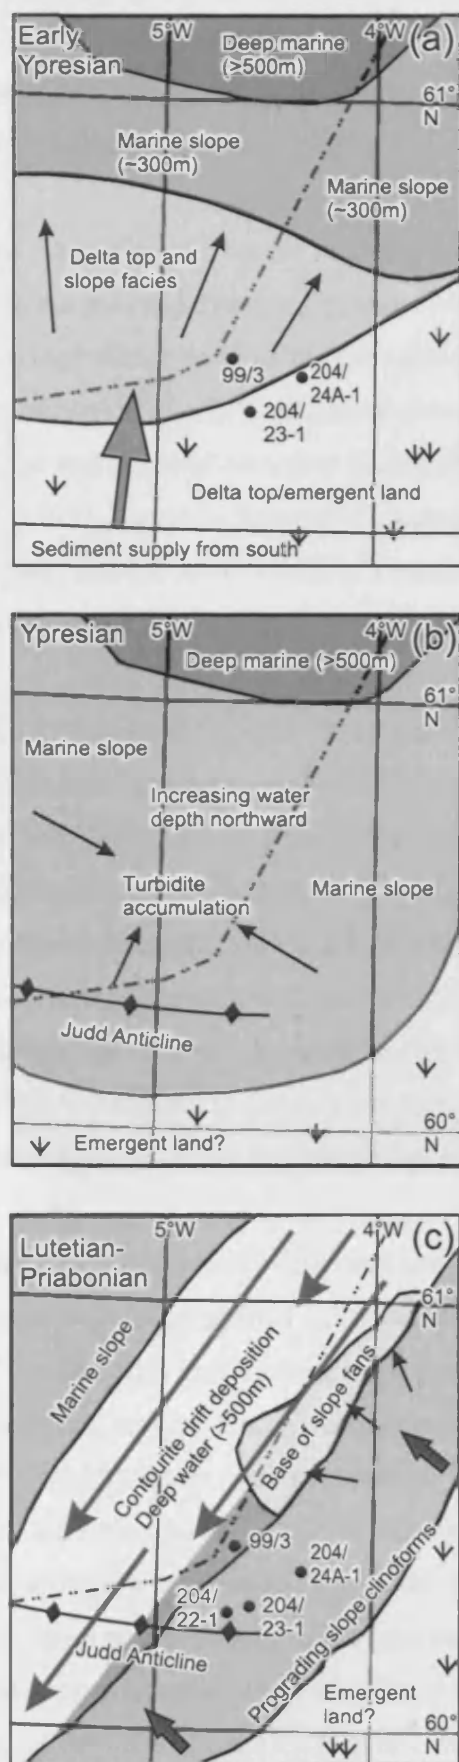 Early
Ypresian
5°W
4°W
(a)
Deep marine
(>500m)
61°
N
Marine slope
(~300m)
Marine slope
(~300m)
Delta top and
slope facies
99/3
204/
24A-1
204/
23-1
Delta top/emergent land
Sediment supply from south
Ypresian
5°W
4°W
(b)
Deep marine (>500m)
61°
N
Marine slope
Increasing water
depth northward
Turbidite
accumulation
Marine slope
Judd Anticline
60°
N
Emergent land?
Lutetian-
Priabonian
5°W
4°W
(c)
61°
N
Marine slope
Contourite drift deposition
Deep water (>500m)
Base of slope fans
99/3
204/
24A-1
204/
22-1
204/
23-1
Judd Anticline
Prograding slope clinoforms
Emergent
land?
60°
N